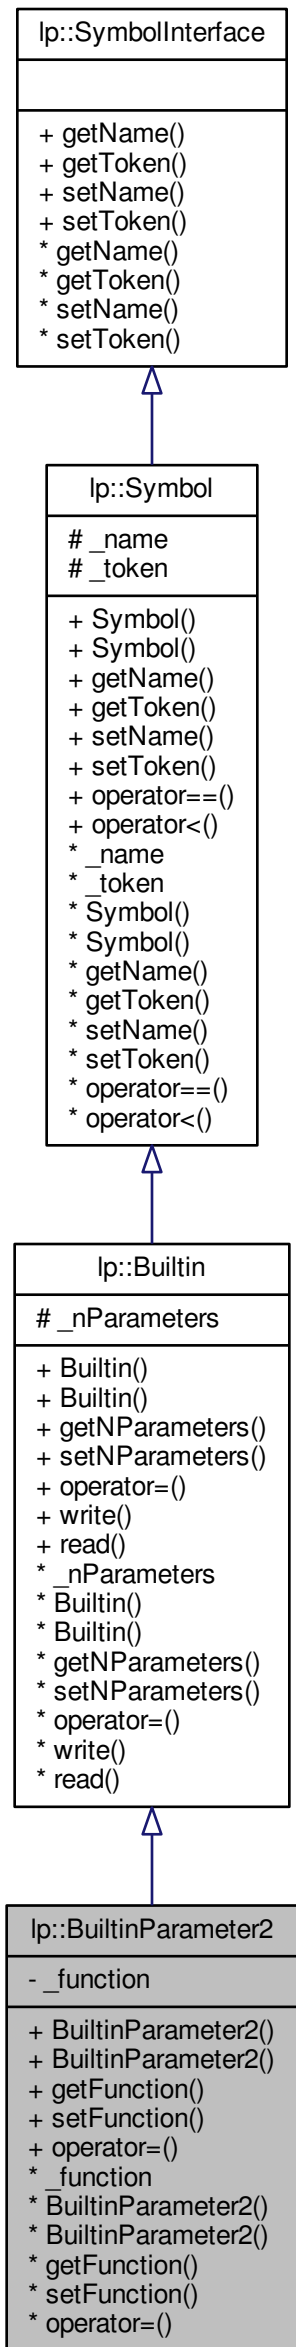 lp::SymbolInterface
+ getName()
+ getToken()
+ setName()
+ setToken()
* getName()
* getToken()
* setName()
* setToken()
lp::Symbol
# _name
# _token
+ Symbol()
+ Symbol()
+ getName()
+ getToken()
+ setName()
+ setToken()
+ operator==()
+ operator<()
* _name
* _token
* Symbol()
* Symbol()
* getName()
* getToken()
* setName()
* setToken()
* operator==()
* operator<()
lp::Builtin
# _nParameters
+ Builtin()
+ Builtin()
+ getNParameters()
+ setNParameters()
+ operator=()
+ write()
+ read()
* _nParameters
* Builtin()
* Builtin()
* getNParameters()
* setNParameters()
* operator=()
* write()
* read()
lp::BuiltinParameter2
- _function
+ BuiltinParameter2()
+ BuiltinParameter2()
+ getFunction()
+ setFunction()
+ operator=()
* _function
* BuiltinParameter2()
* BuiltinParameter2()
* getFunction()
* setFunction()
* operator=()